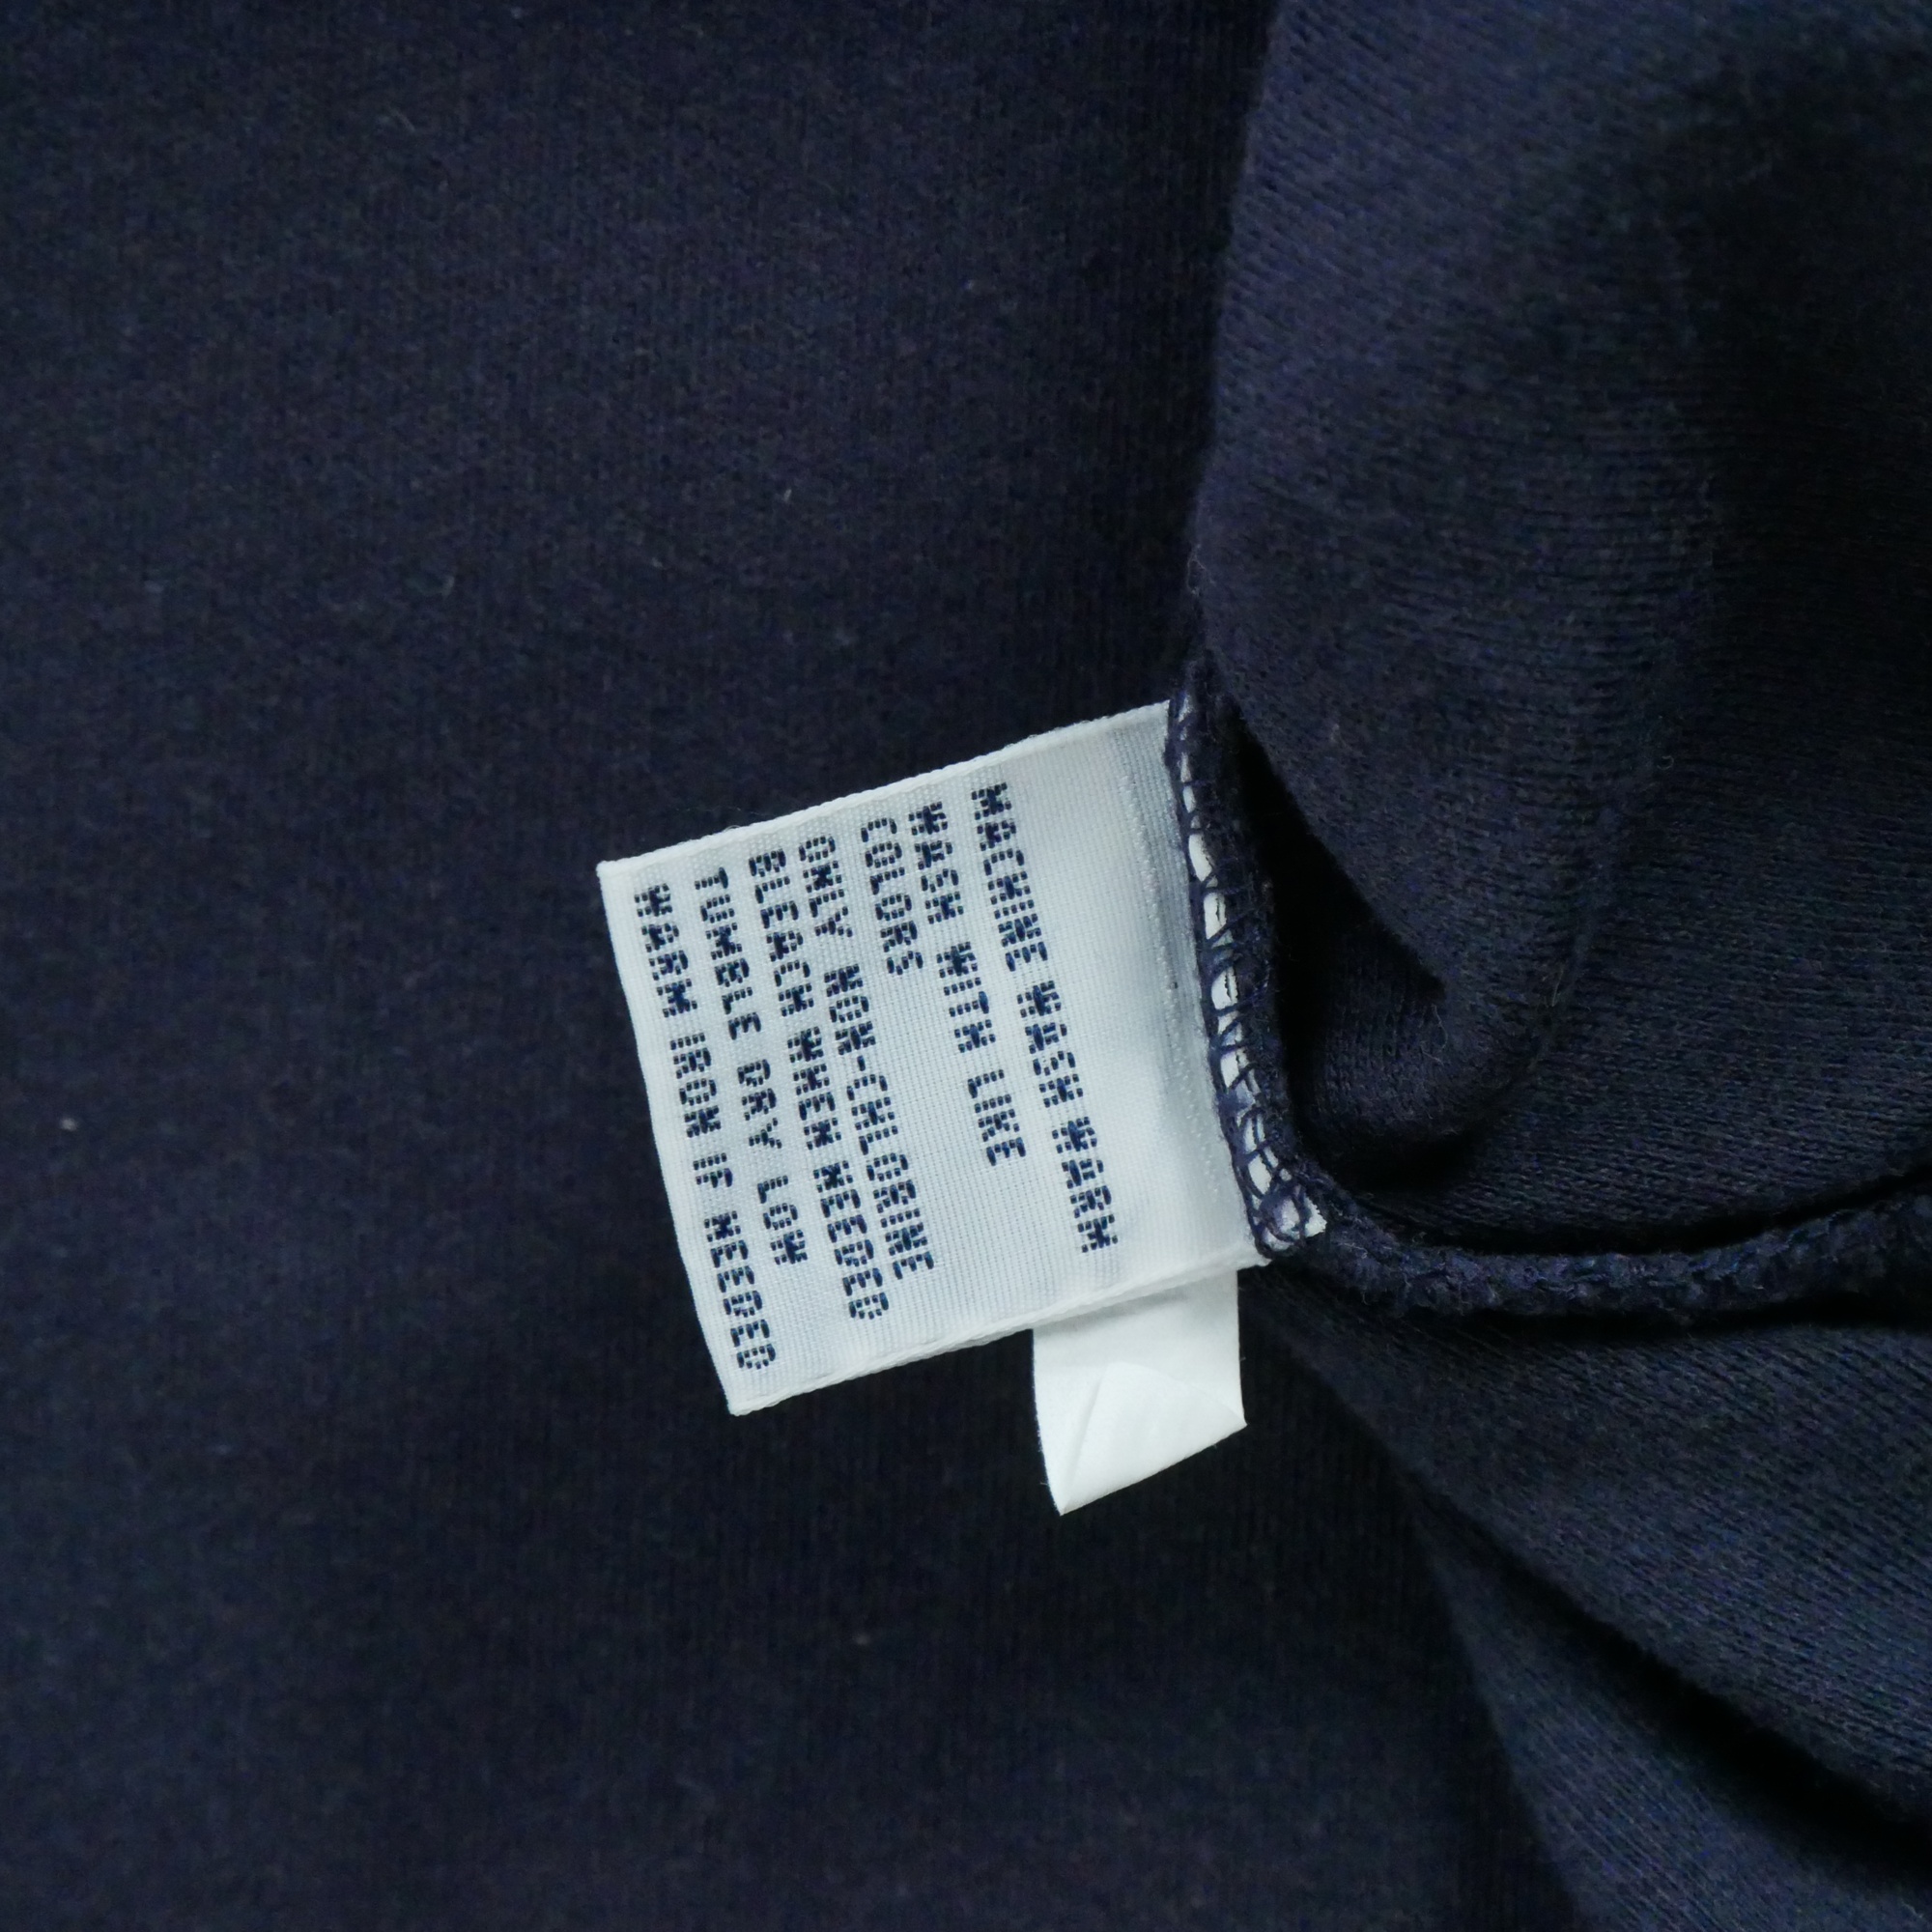 MACHINE WASH WARM
WASH WITH LIKE
COLORS
ONLY NON-CHLORINE
BLEACH WHEN NEEDED
TUMBLE DRY LOW
WARM IRON IF NEEDED